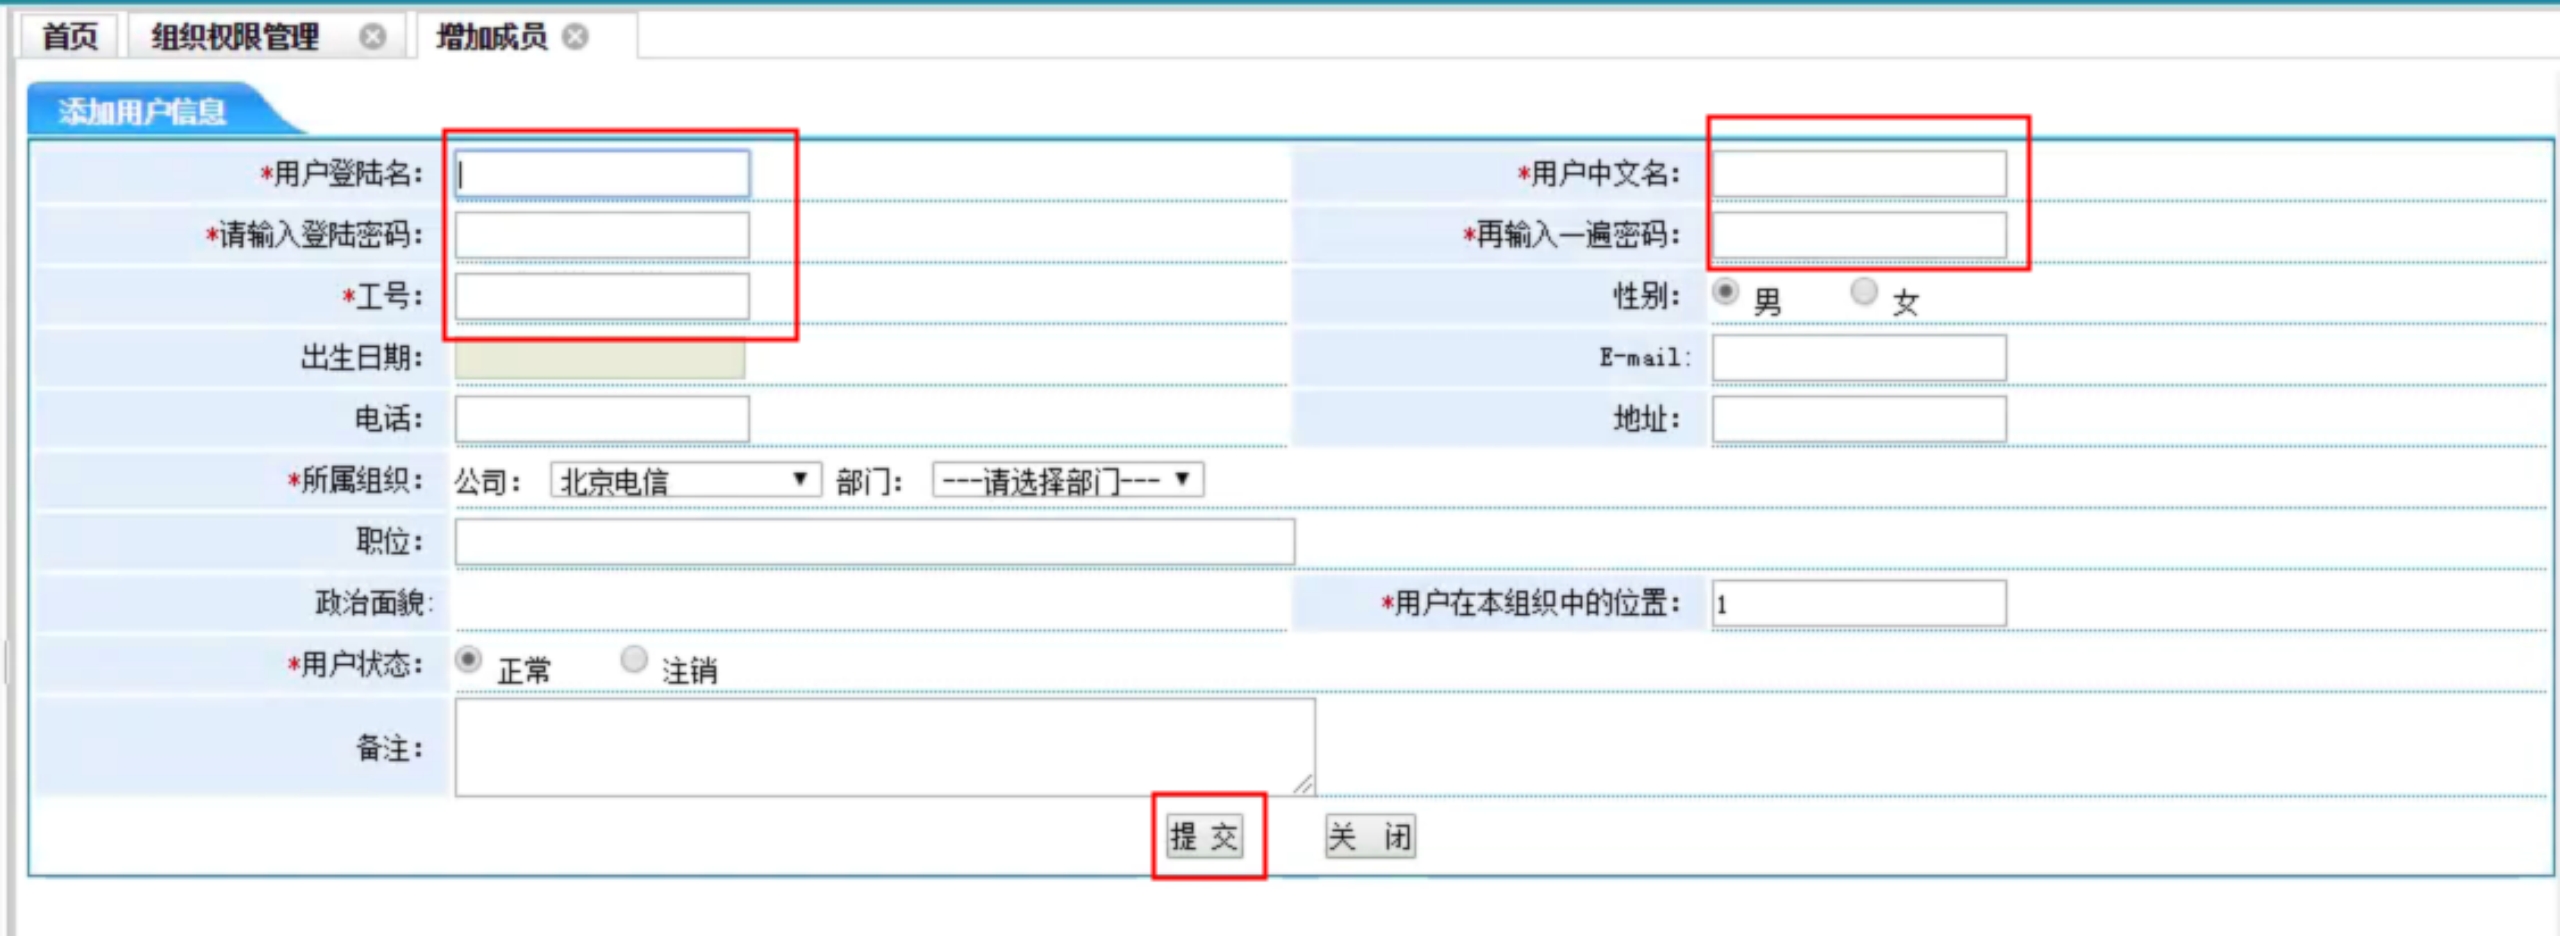 首页 组织权限管理 增加成员
添加用户信息
*用户登陆名： *用户中文名：
*请输入登陆密码： *再输入一遍密码：
*工号： 性别： 男 女
出生日期： E-mail:
电话： 地址：
*所属组织： 公司： 北京电信 部门： ---请选择部门---
职位：
政治面貌: *用户在本组织中的位置： 1
*用户状态： 正常 注销
备注：
提 交 关 闭